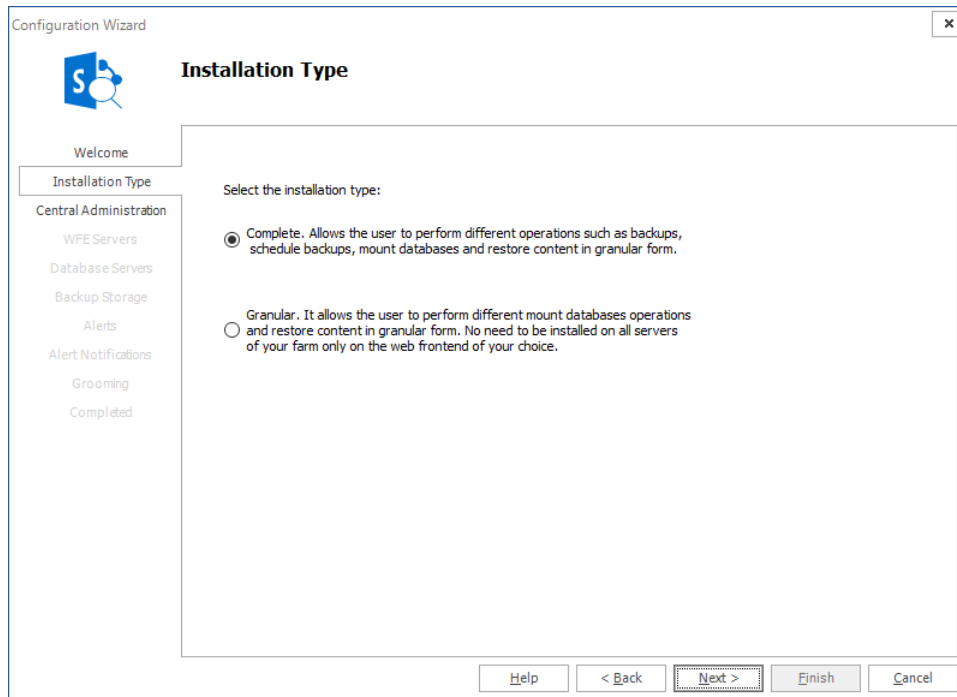 Configuration Wizard
S
Installation Type
Welcome
Installation Type
Central Administration
WFE Servers
Database Servers
Backup Storage
Alerts
Alert Notifications
Grooming
Completed
Select the installation type:
Complete. Allows the user to perform different operations such as backups,
schedule backups, mount databases and restore content in granular form.
Granular. It allows the user to perform different mount databases operations
and restore content in granular form. No need to be installed on all servers
of your farm only on the web frontend of your choice.
Help
< Back
Next >
Finish
Cancel